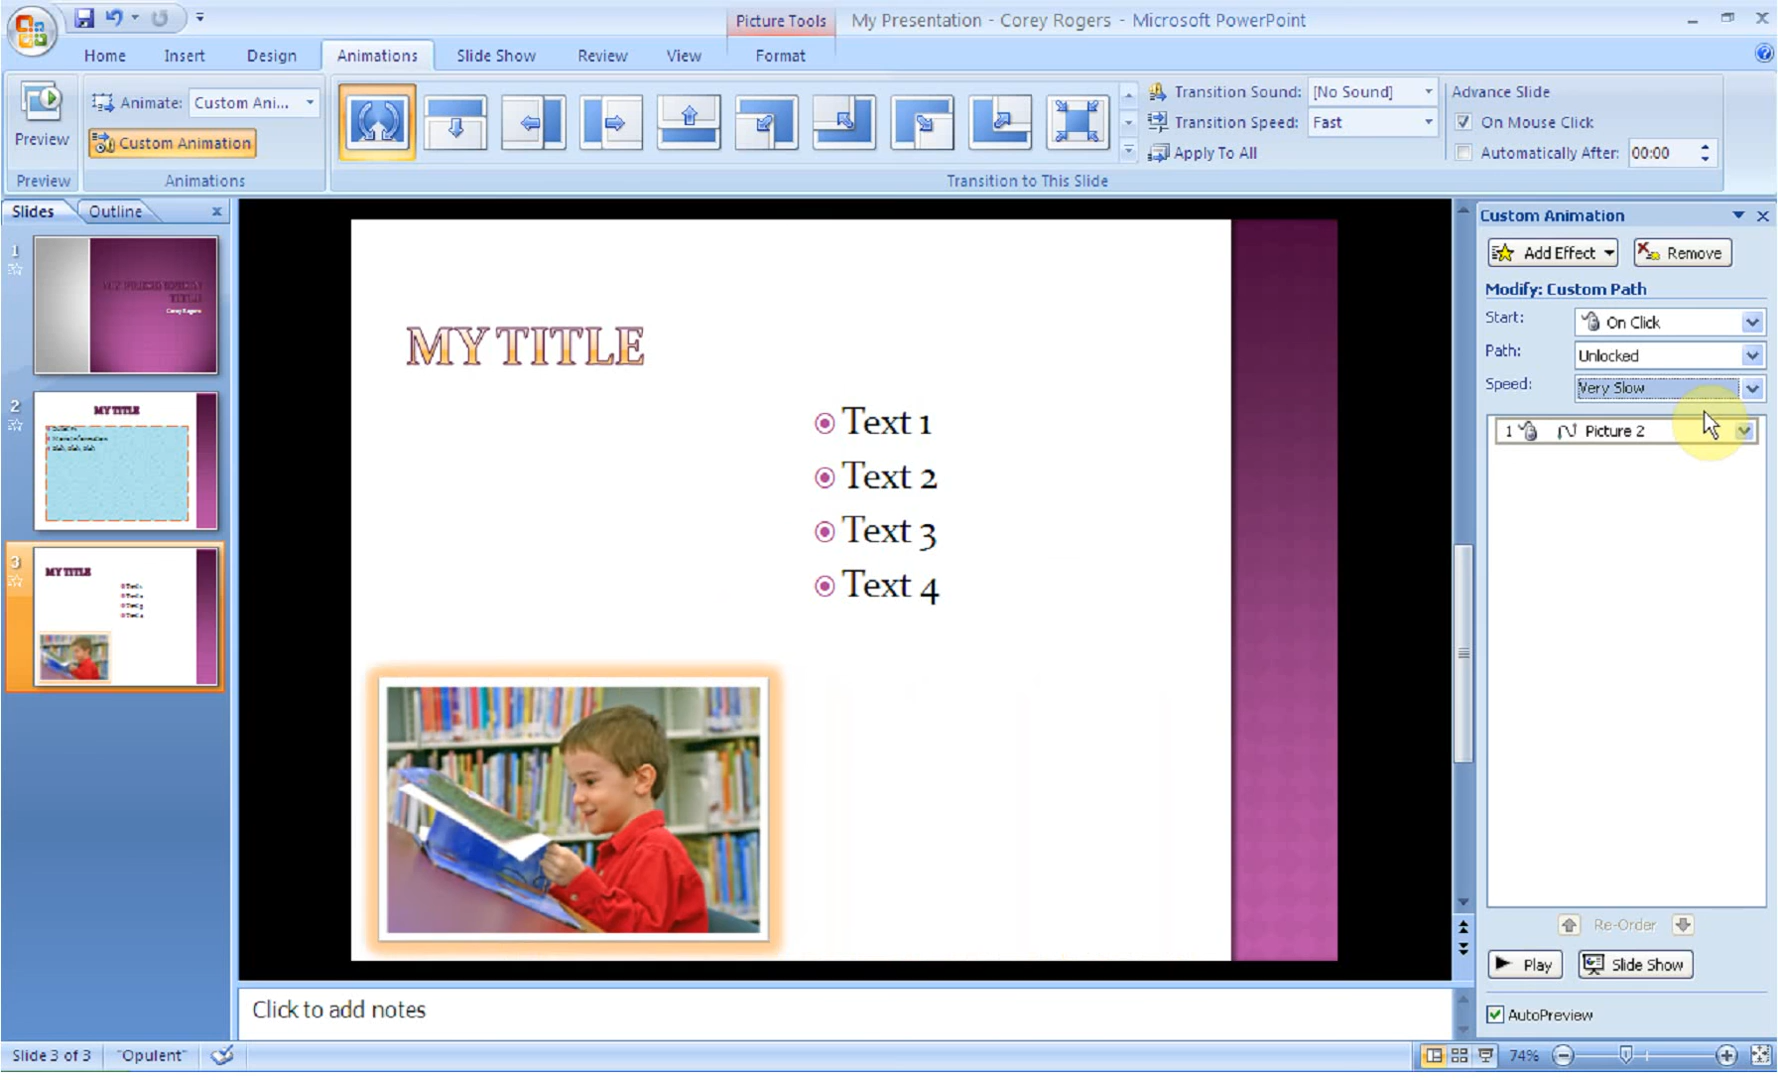 Picture Tools
My Presentation - Corey Rogers - Microsoft PowerPoint
Home Insert Design Animations Slide Show Review View Format
Preview
Animate: Custom Ani...
Custom Animation
Transition Sound: [No Sound]
Transition Speed: Fast
Apply To All
Advance Slide
On Mouse Click
Automatically After: 00:00
Preview Animations Transition to This Slide
Slides Outline
1
Corey Rogers
2
MY TITLE
3
MY TITLE
MY TITLE
Text 1
Text 2
Text 3
Text 4
Custom Animation
Add Effect Remove
Modify: Custom Path
Start: On Click
Path: Unlocked
Speed: Very Slow
1 Picture 2
Re-Order
Play Slide Show
AutoPreview
Click to add notes
Slide 3 of 3 "Opulent" 74%